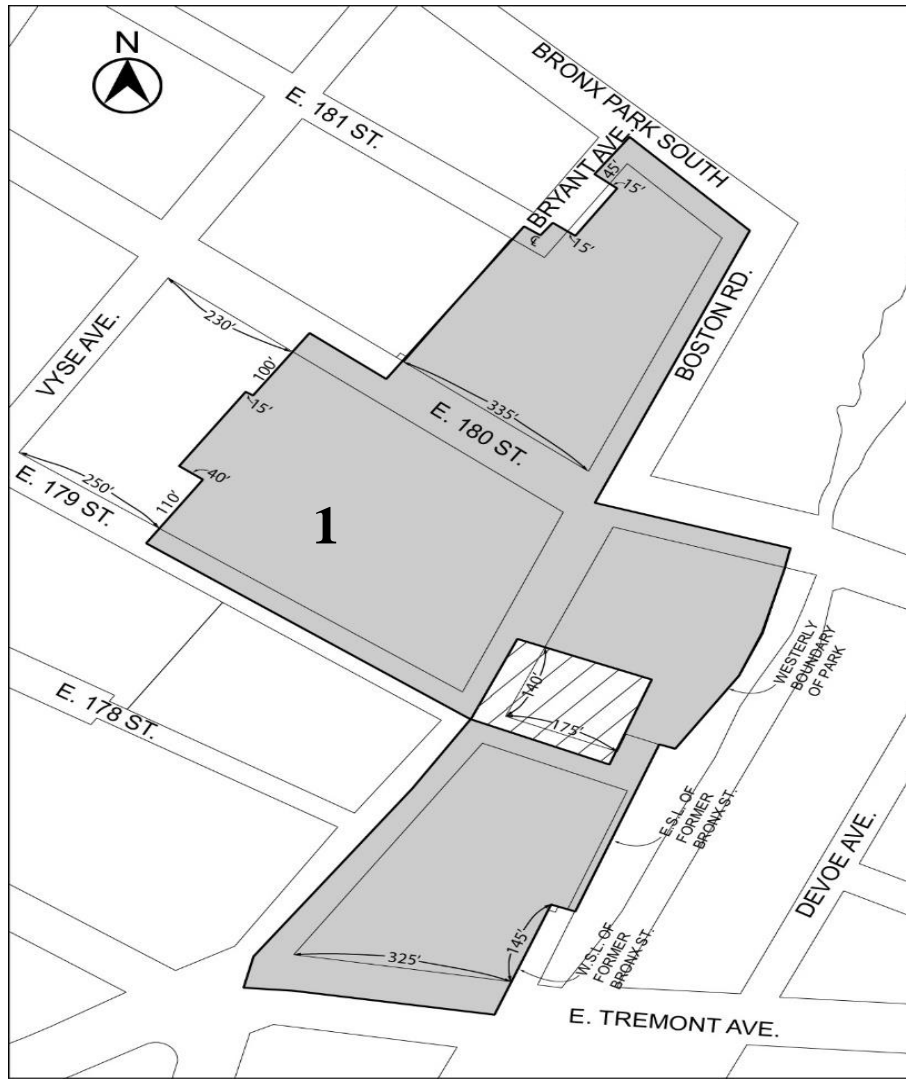 N
BRONX PARK SOUTH
E. 181 ST.
BRYANT AVE.
45'
15'
15'
℄
BOSTON RD.
230'
VYSE AVE.
100'
15'
335'
E. 180 ST.
40'
250'
110'
E. 179 ST.
1
WESTERLY
BOUNDARY
OF PARK
140'
175'
E. 178 ST.
E.S.L. OF
FORMER
BRONX ST.
DEVOE AVE.
145'
325'
W.S.L. OF
FORMER
BRONX ST.
E. TREMONT AVE.